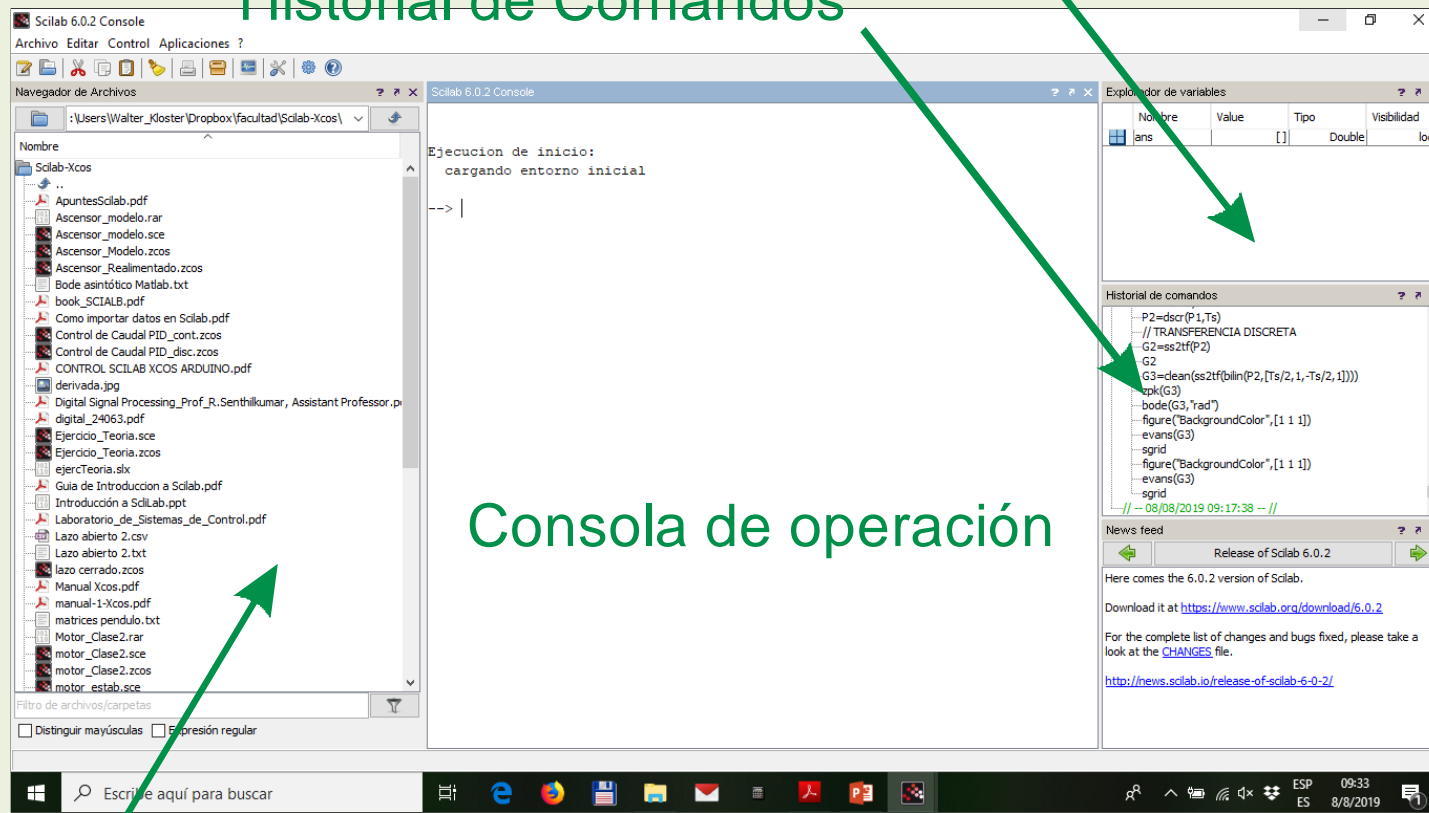 Historial de Comandos
Scilab 6.0.2 Console
Archivo Editar Control Aplicaciones ?
Navegador de Archivos
:\Users\Walter_Kloster\Dropbox\facultad\Scilab-Xcos\
Nombre
Scilab-Xcos
..
ApuntesScilab.pdf
Ascensor_modelo.rar
Ascensor_modelo.sce
Ascensor_Modelo.zcos
Ascensor_Realimentado.zcos
Bode asintótico Matlab.txt
book_SCIALB.pdf
Como importar datos en Scilab.pdf
Control de Caudal PID_cont.zcos
Control de Caudal PID_disc.zcos
CONTROL SCILAB XCOS ARDUINO.pdf
derivada.jpg
Digital Signal Processing_Prof_R.Senthilkumar, Assistant Professor.p
digital_24063.pdf
Ejercicio_Teoria.sce
Ejercicio_Teoria.zcos
ejercTeoria.slx
Guia de Introduccion a Scilab.pdf
Introducción a SdiLab.ppt
Laboratorio_de_Sistemas_de_Control.pdf
Lazo abierto 2.csv
Lazo abierto 2.txt
lazo cerrado.zcos
Manual Xcos.pdf
manual-1-Xcos.pdf
matrices pendulo.txt
Motor_Clase2.rar
motor_Clase2.sce
motor_Clase2.zcos
motor_estab.sce
Filtro de archivos/carpetas
Distinguir mayúsculas Expresión regular
Scilab 6.0.2 Console
Ejecucion de inicio:
cargando entorno inicial
-->
Consola de operación
Explorador de variables
Nombre Value Tipo Visibilidad
ans [] Double lo
Historial de comandos
P2=dscr(P1,Ts)
// TRANSFERENCIA DISCRETA
G2=ss2tf(P2)
G2
G3=clean(ss2tf(bilin(P2,[Ts/2,1,-Ts/2,1])))
zpk(G3)
bode(G3,"rad")
figure("BackgroundColor",[1 1 1])
evans(G3)
sgrid
figure("BackgroundColor",[1 1 1])
evans(G3)
sgrid
// -- 08/08/2019 09:17:38 -- //
News feed
Release of Scilab 6.0.2
Here comes the 6.0.2 version of Scilab.
Download it at https://www.scilab.org/download/6.0.2
For the complete list of changes and bugs fixed, please take a
look at the CHANGES file.
http://news.scilab.io/release-of-scilab-6-0-2/
Escribe aquí para buscar
ESP 09:33
ES 8/8/2019
1